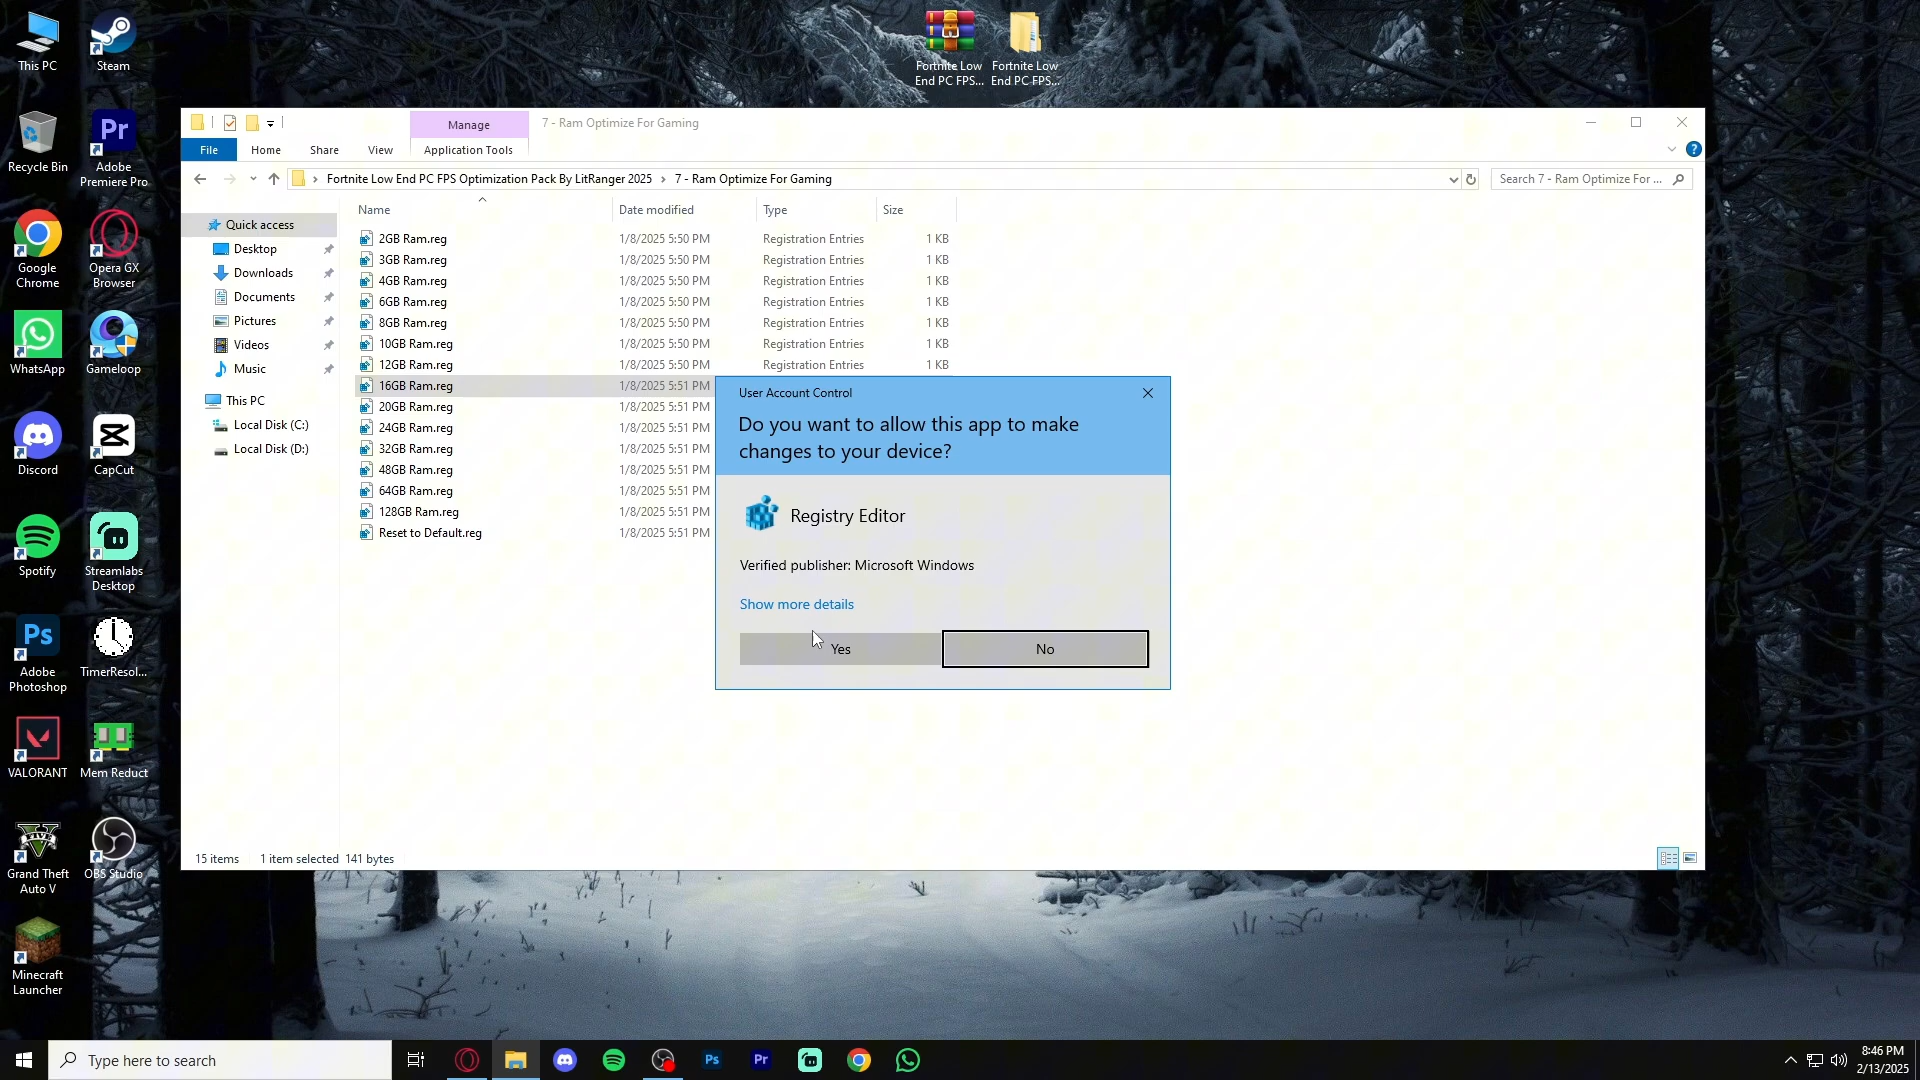 This PC
Steam
Fortnite Low
End PC FPS...
Fortnite Low
End PC FPS...
Recycle Bin
Adobe
Premiere Pro
Google
Chrome
Opera GX
Browser
WhatsApp
Gameloop
Discord
CapCut
Spotify
Streamlabs
Desktop
Adobe
Photoshop
TimerResol...
VALORANT
Mem Reduct
Grand Theft
Auto V
OBS Studio
Minecraft
Launcher
Manage
7 - Ram Optimize For Gaming
File
Home
Share
View
Application Tools
Fortnite Low End PC FPS Optimization Pack By LitRanger 2025 > 7 - Ram Optimize For Gaming
Search 7 - Ram Optimize For ...
Quick access
Desktop
Downloads
Documents
Pictures
Videos
Music
This PC
Local Disk (C:)
Local Disk (D:)
Name Date modified Type Size
2GB Ram.reg 1/8/2025 5:50 PM Registration Entries 1 KB
3GB Ram.reg 1/8/2025 5:50 PM Registration Entries 1 KB
4GB Ram.reg 1/8/2025 5:50 PM Registration Entries 1 KB
6GB Ram.reg 1/8/2025 5:50 PM Registration Entries 1 KB
8GB Ram.reg 1/8/2025 5:50 PM Registration Entries 1 KB
10GB Ram.reg 1/8/2025 5:50 PM Registration Entries 1 KB
12GB Ram.reg 1/8/2025 5:50 PM Registration Entries 1 KB
16GB Ram.reg 1/8/2025 5:51 PM
20GB Ram.reg 1/8/2025 5:51 PM
24GB Ram.reg 1/8/2025 5:51 PM
32GB Ram.reg 1/8/2025 5:51 PM
48GB Ram.reg 1/8/2025 5:51 PM
64GB Ram.reg 1/8/2025 5:51 PM
128GB Ram.reg 1/8/2025 5:51 PM
Reset to Default.reg 1/8/2025 5:51 PM
User Account Control
Do you want to allow this app to make
changes to your device?
Registry Editor
Verified publisher: Microsoft Windows
Show more details
Yes
No
15 items 1 item selected 141 bytes
Type here to search
8:46 PM
2/13/2025